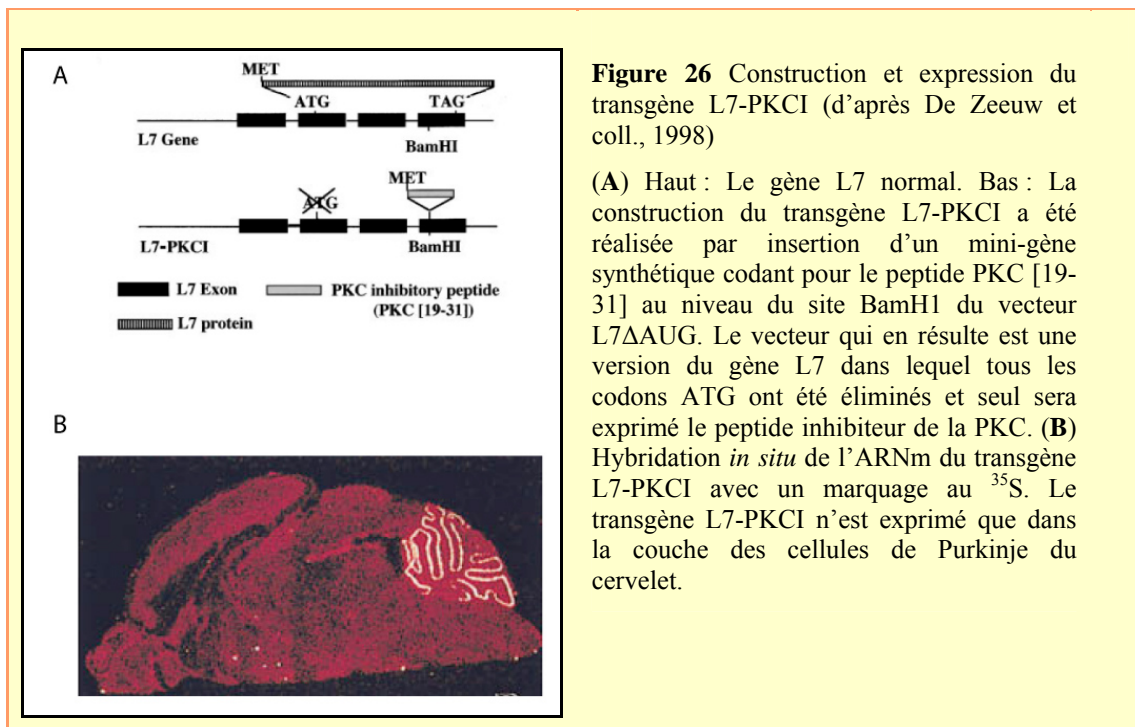 A
MET
ATG
TAG
L7 Gene
BamHI
MET
ATG
L7-PKCI
BamHI
L7 Exon
PKC inhibitory peptide
(PKC [19-31])
L7 protein
B
Figure 26 Construction et expression du
transgène L7-PKCI (d’après De Zeeuw et
coll., 1998)
(A) Haut : Le gène L7 normal. Bas : La
construction du transgène L7-PKCI a été
réalisée par insertion d’un mini-gène
synthétique codant pour le peptide PKC [19-
31] au niveau du site BamH1 du vecteur
L7ΔAUG. Le vecteur qui en résulte est une
version du gène L7 dans lequel tous les
codons ATG ont été éliminés et seul sera
exprimé le peptide inhibiteur de la PKC. (B)
Hybridation in situ de l’ARNm du transgène
L7-PKCI avec un marquage au 35S. Le
transgène L7-PKCI n’est exprimé que dans
la couche des cellules de Purkinje du
cervelet.